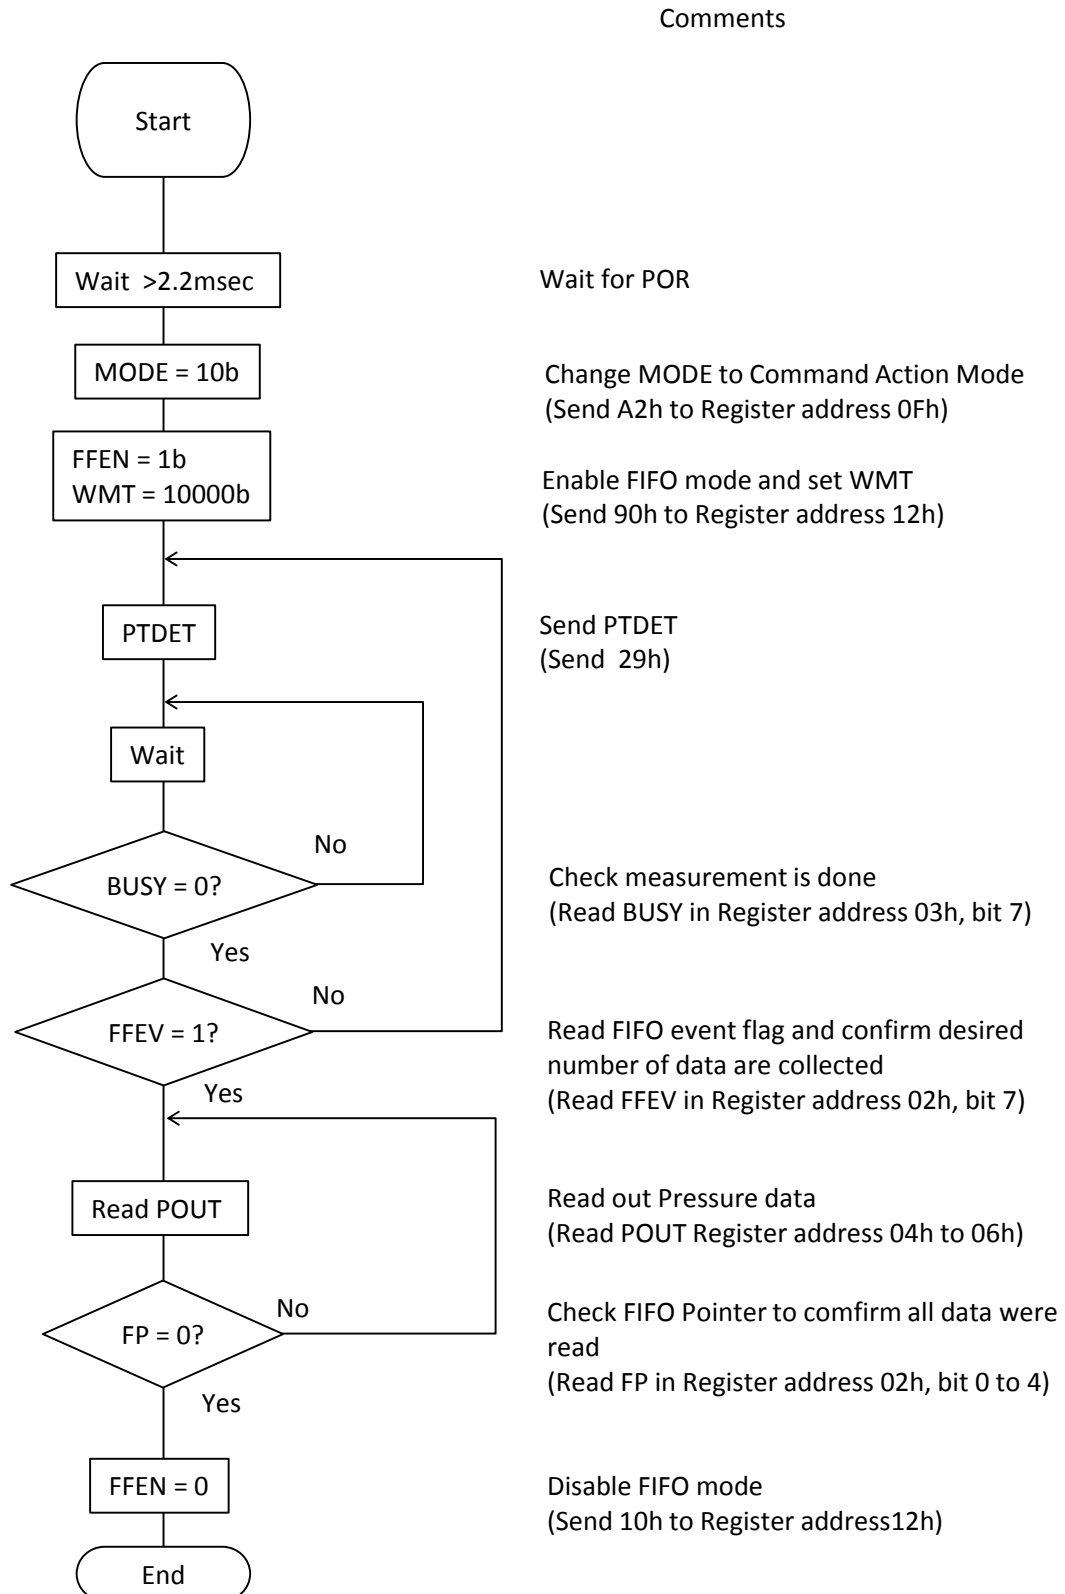 Comments
Start
Wait >2.2msec
Wait for POR
MODE = 10b
Change MODE to Command Action Mode
(Send A2h to Register address 0Fh)
FFEN = 1b
WMT = 10000b
Enable FIFO mode and set WMT
(Send 90h to Register address 12h)
PTDET
Send PTDET
(Send  29h)
Wait
No
BUSY = 0?
Check measurement is done
(Read BUSY in Register address 03h, bit 7)
Yes
No
FFEV = 1?
Read FIFO event flag and confirm desired
number of data are collected
(Read FFEV in Register address 02h, bit 7)
Yes
Read POUT
Read out Pressure data
(Read POUT Register address 04h to 06h)
No
FP = 0?
Check FIFO Pointer to comfirm all data were
read
(Read FP in Register address 02h, bit 0 to 4)
Yes
FFEN = 0
Disable FIFO mode
(Send 10h to Register address12h)
End